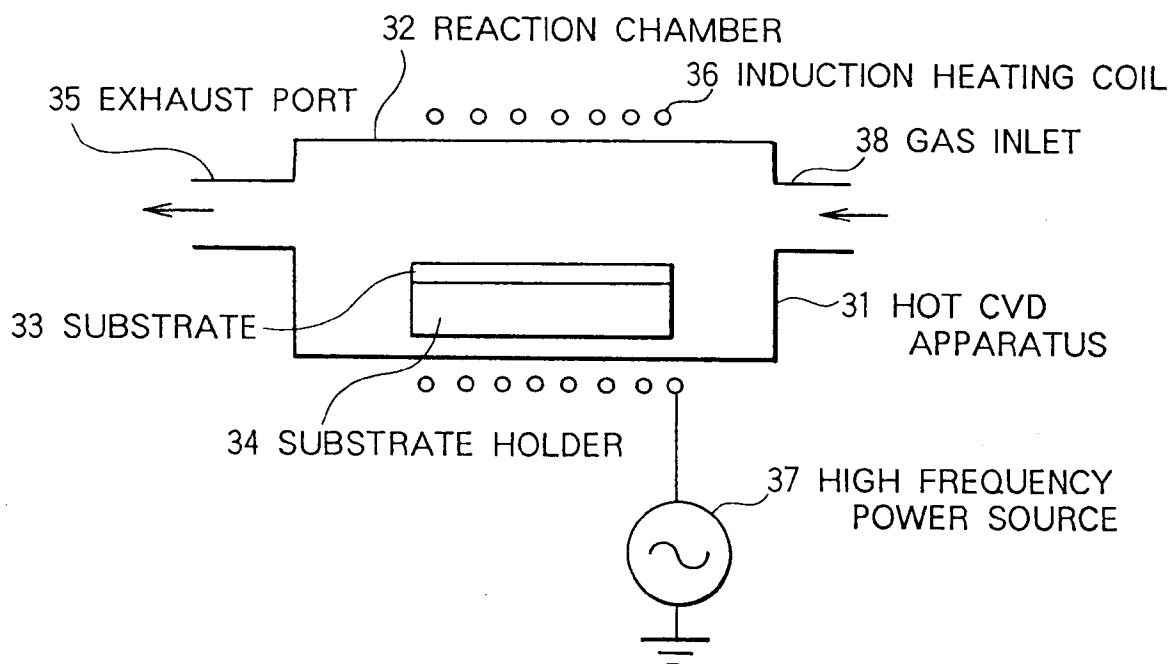 32 REACTION CHAMBER
36 INDUCTION HEATING COIL
35 EXHAUST PORT
38 GAS INLET
33 SUBSTRATE
31 HOT CVD
APPARATUS
34 SUBSTRATE HOLDER
37 HIGH FREQUENCY
POWER SOURCE